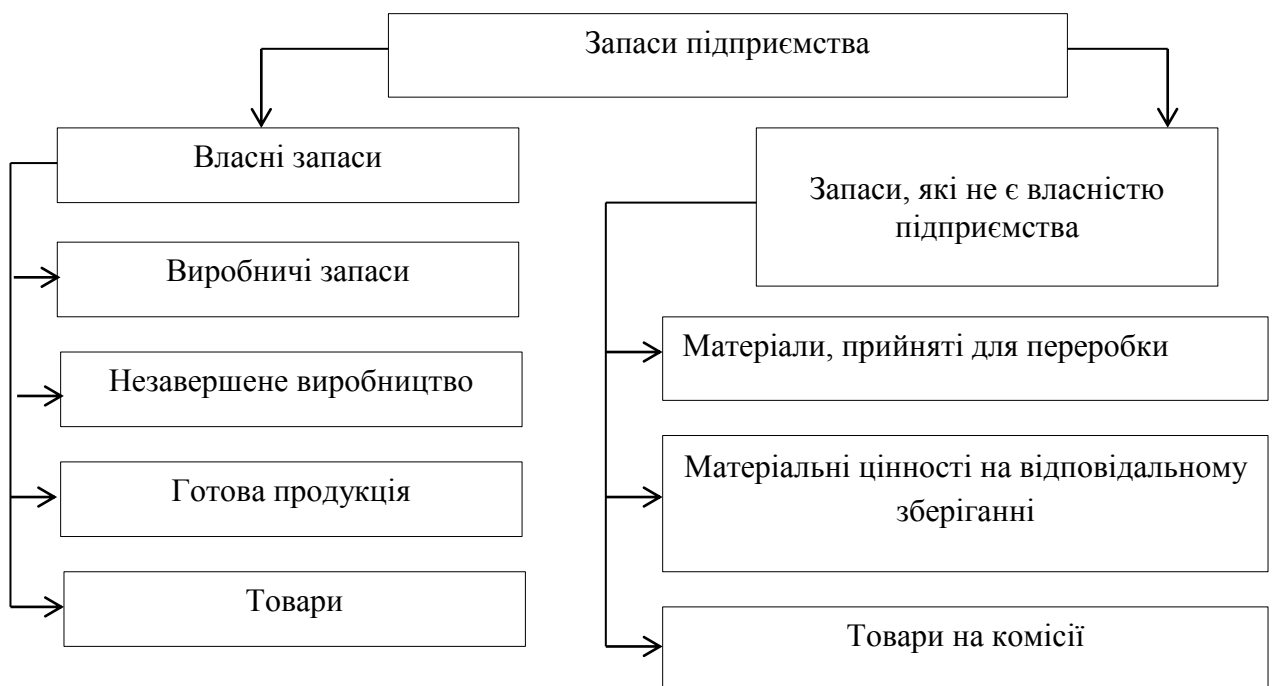 Запаси підприємства
Власні запаси
Виробничі запаси
Незавершене виробництво
Готова продукція
Товари
Запаси, які не є власністю
підприємства
Матеріали, прийняті для переробки
Матеріальні цінності на відповідальному
зберіганні
Товари на комісії